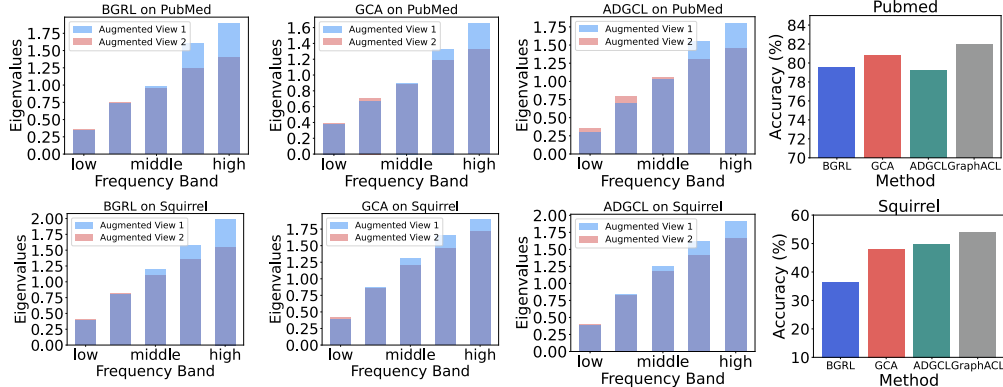 BGRL on PubMed
Eigenvalues
1.75
1.50
1.25
1.00
0.75
0.50
0.25
0.00
Augmented View 1
Augmented View 2
low middle high
Frequency Band
GCA on PubMed
Eigenvalues
1.6
1.4
1.2
1.0
0.8
0.6
0.4
0.2
0.0
Augmented View 1
Augmented View 2
low middle high
Frequency Band
ADGCL on PubMed
Eigenvalues
1.75
1.50
1.25
1.00
0.75
0.50
0.25
0.00
Augmented View 1
Augmented View 2
low middle high
Frequency Band
Pubmed
Accuracy (%)
84
82
80
78
76
74
72
70
BGRL GCA ADGCL GraphACL
Method
BGRL on Squirrel
Eigenvalues
2.00
1.75
1.50
1.25
1.00
0.75
0.50
0.25
0.00
Augmented View 1
Augmented View 2
low middle high
Frequency Band
GCA on Squirrel
Eigenvalues
1.75
1.50
1.25
1.00
0.75
0.50
0.25
0.00
Augmented View 1
Augmented View 2
low middle high
Frequency Band
ADGCL on Squirrel
Eigenvalues
2.00
1.75
1.50
1.25
1.00
0.75
0.50
0.25
0.00
Augmented View 1
Augmented View 2
low middle high
Frequency Band
Squirrel
Accuracy (%)
60
50
40
30
20
10
BGRL GCA ADGCL GraphACL
Method